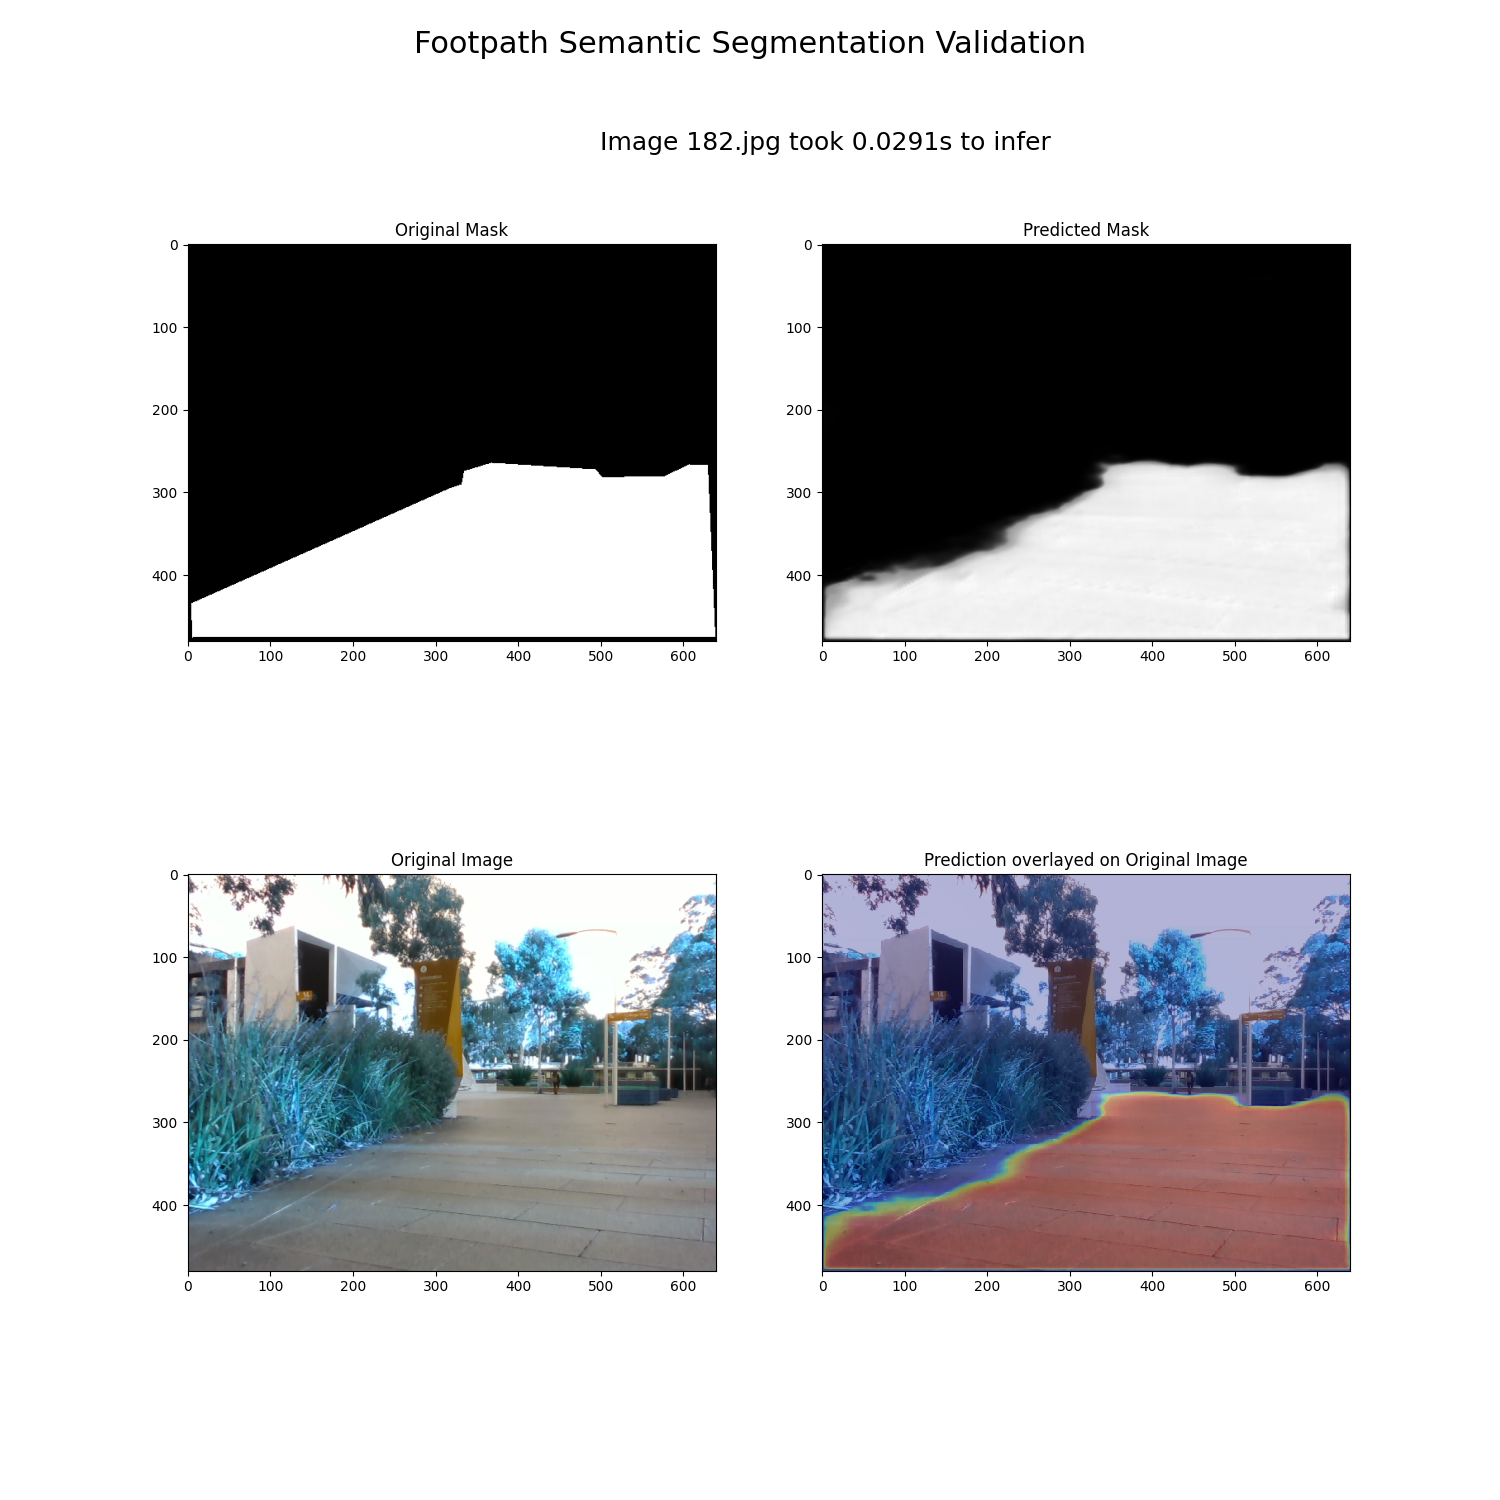 Footpath Semantic Segmentation Validation
Image 182.jpg took 0.0291s to infer
Original Mask
0
100
200
300
400
0 100 200 300 400 500 600
Predicted Mask
0
100
200
300
400
0 100 200 300 400 500 600
Original Image
0
100
200
300
400
0 100 200 300 400 500 600
Prediction overlayed on Original Image
0
100
200
300
400
0 100 200 300 400 500 600